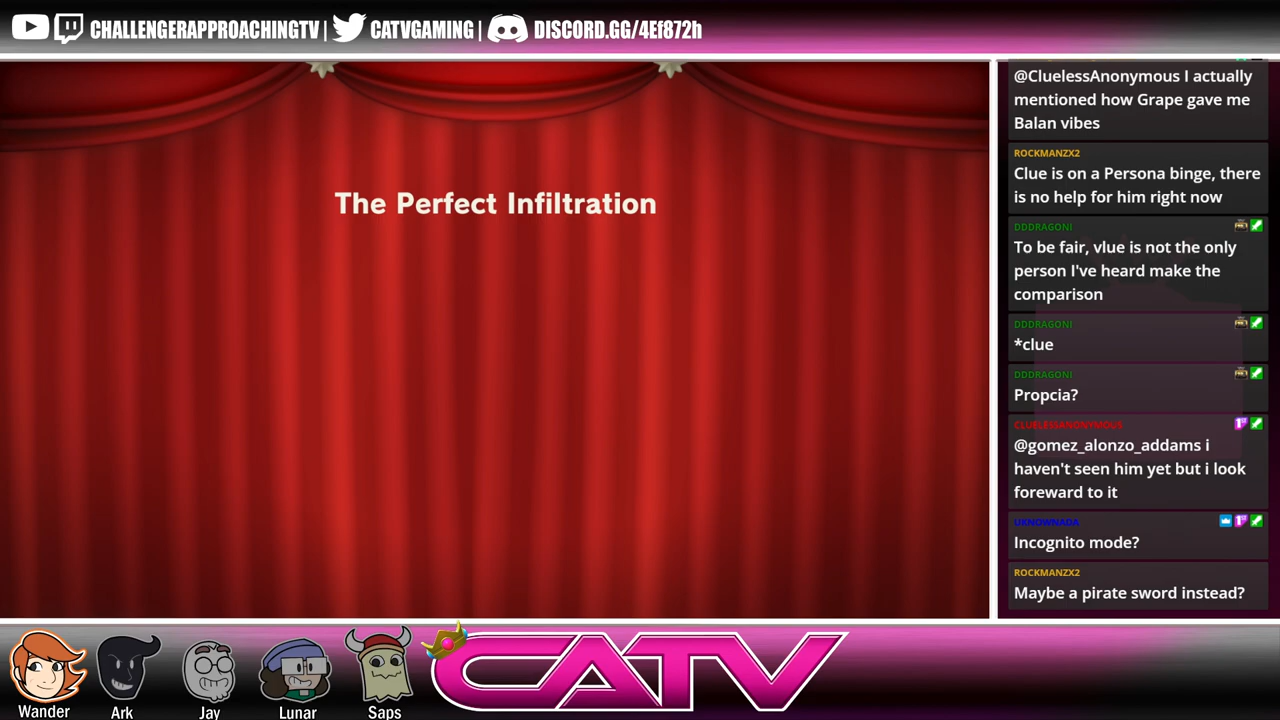 CHALLENGERAPPROACHINGTV | CATVGAMING | DISCORD.GG/4Ef872h
The Perfect Infiltration
@CluelessAnonymous I actually
mentioned how Grape gave me
Balan vibes
ROCKMANZX2
Clue is on a Persona binge, there
is no help for him right now
DDDRAGONI
To be fair, vlue is not the only
person I've heard make the
comparison
DDDRAGONI
*clue
DDDRAGONI
Propcia?
CLUELESSANONYMOUS
@gomez_alonzo_addams i
haven't seen him yet but i look
foreward to it
UKNOWNADA
Incognito mode?
ROCKMANZX2
Maybe a pirate sword instead?
Wander
Ark
Jay
Lunar
Saps
CATV